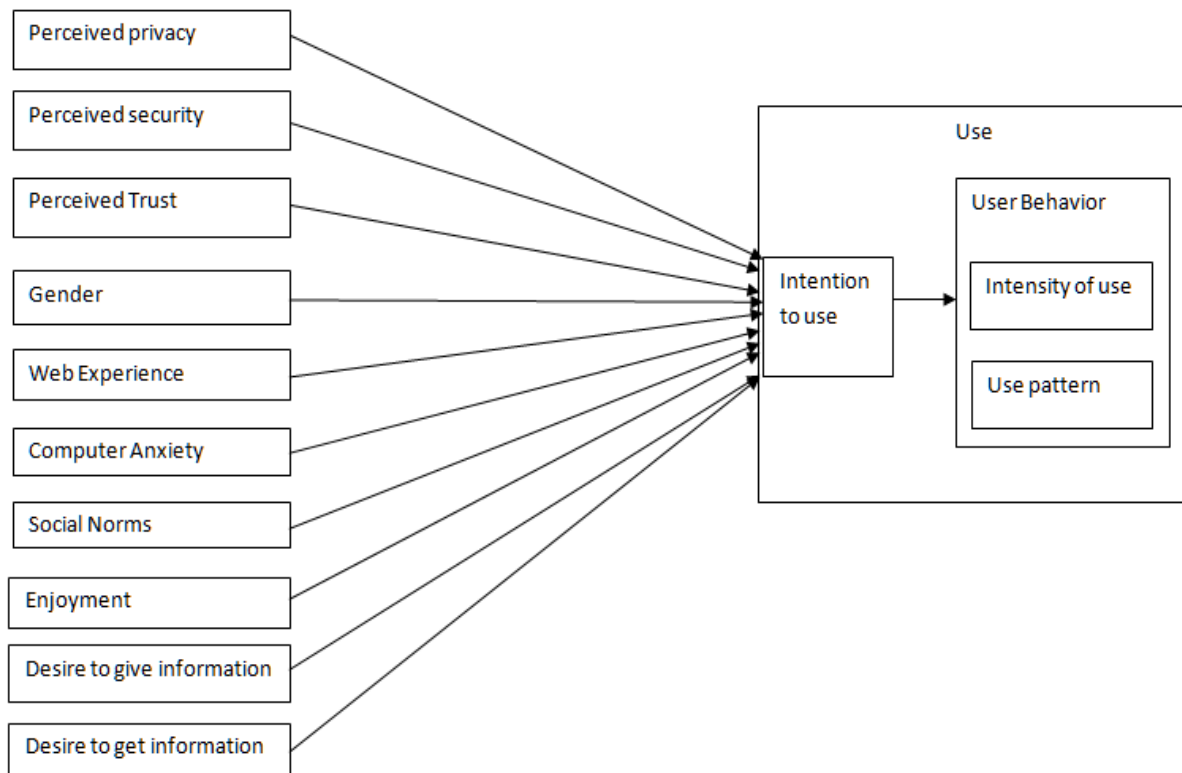 Perceived privacy
Perceived security
Perceived Trust
Gender
Web Experience
Computer Anxiety
Social Norms
Enjoyment
Desire to give information
Desire to get information
Use
Intention
to use
User Behavior
Intensity of use
Use pattern